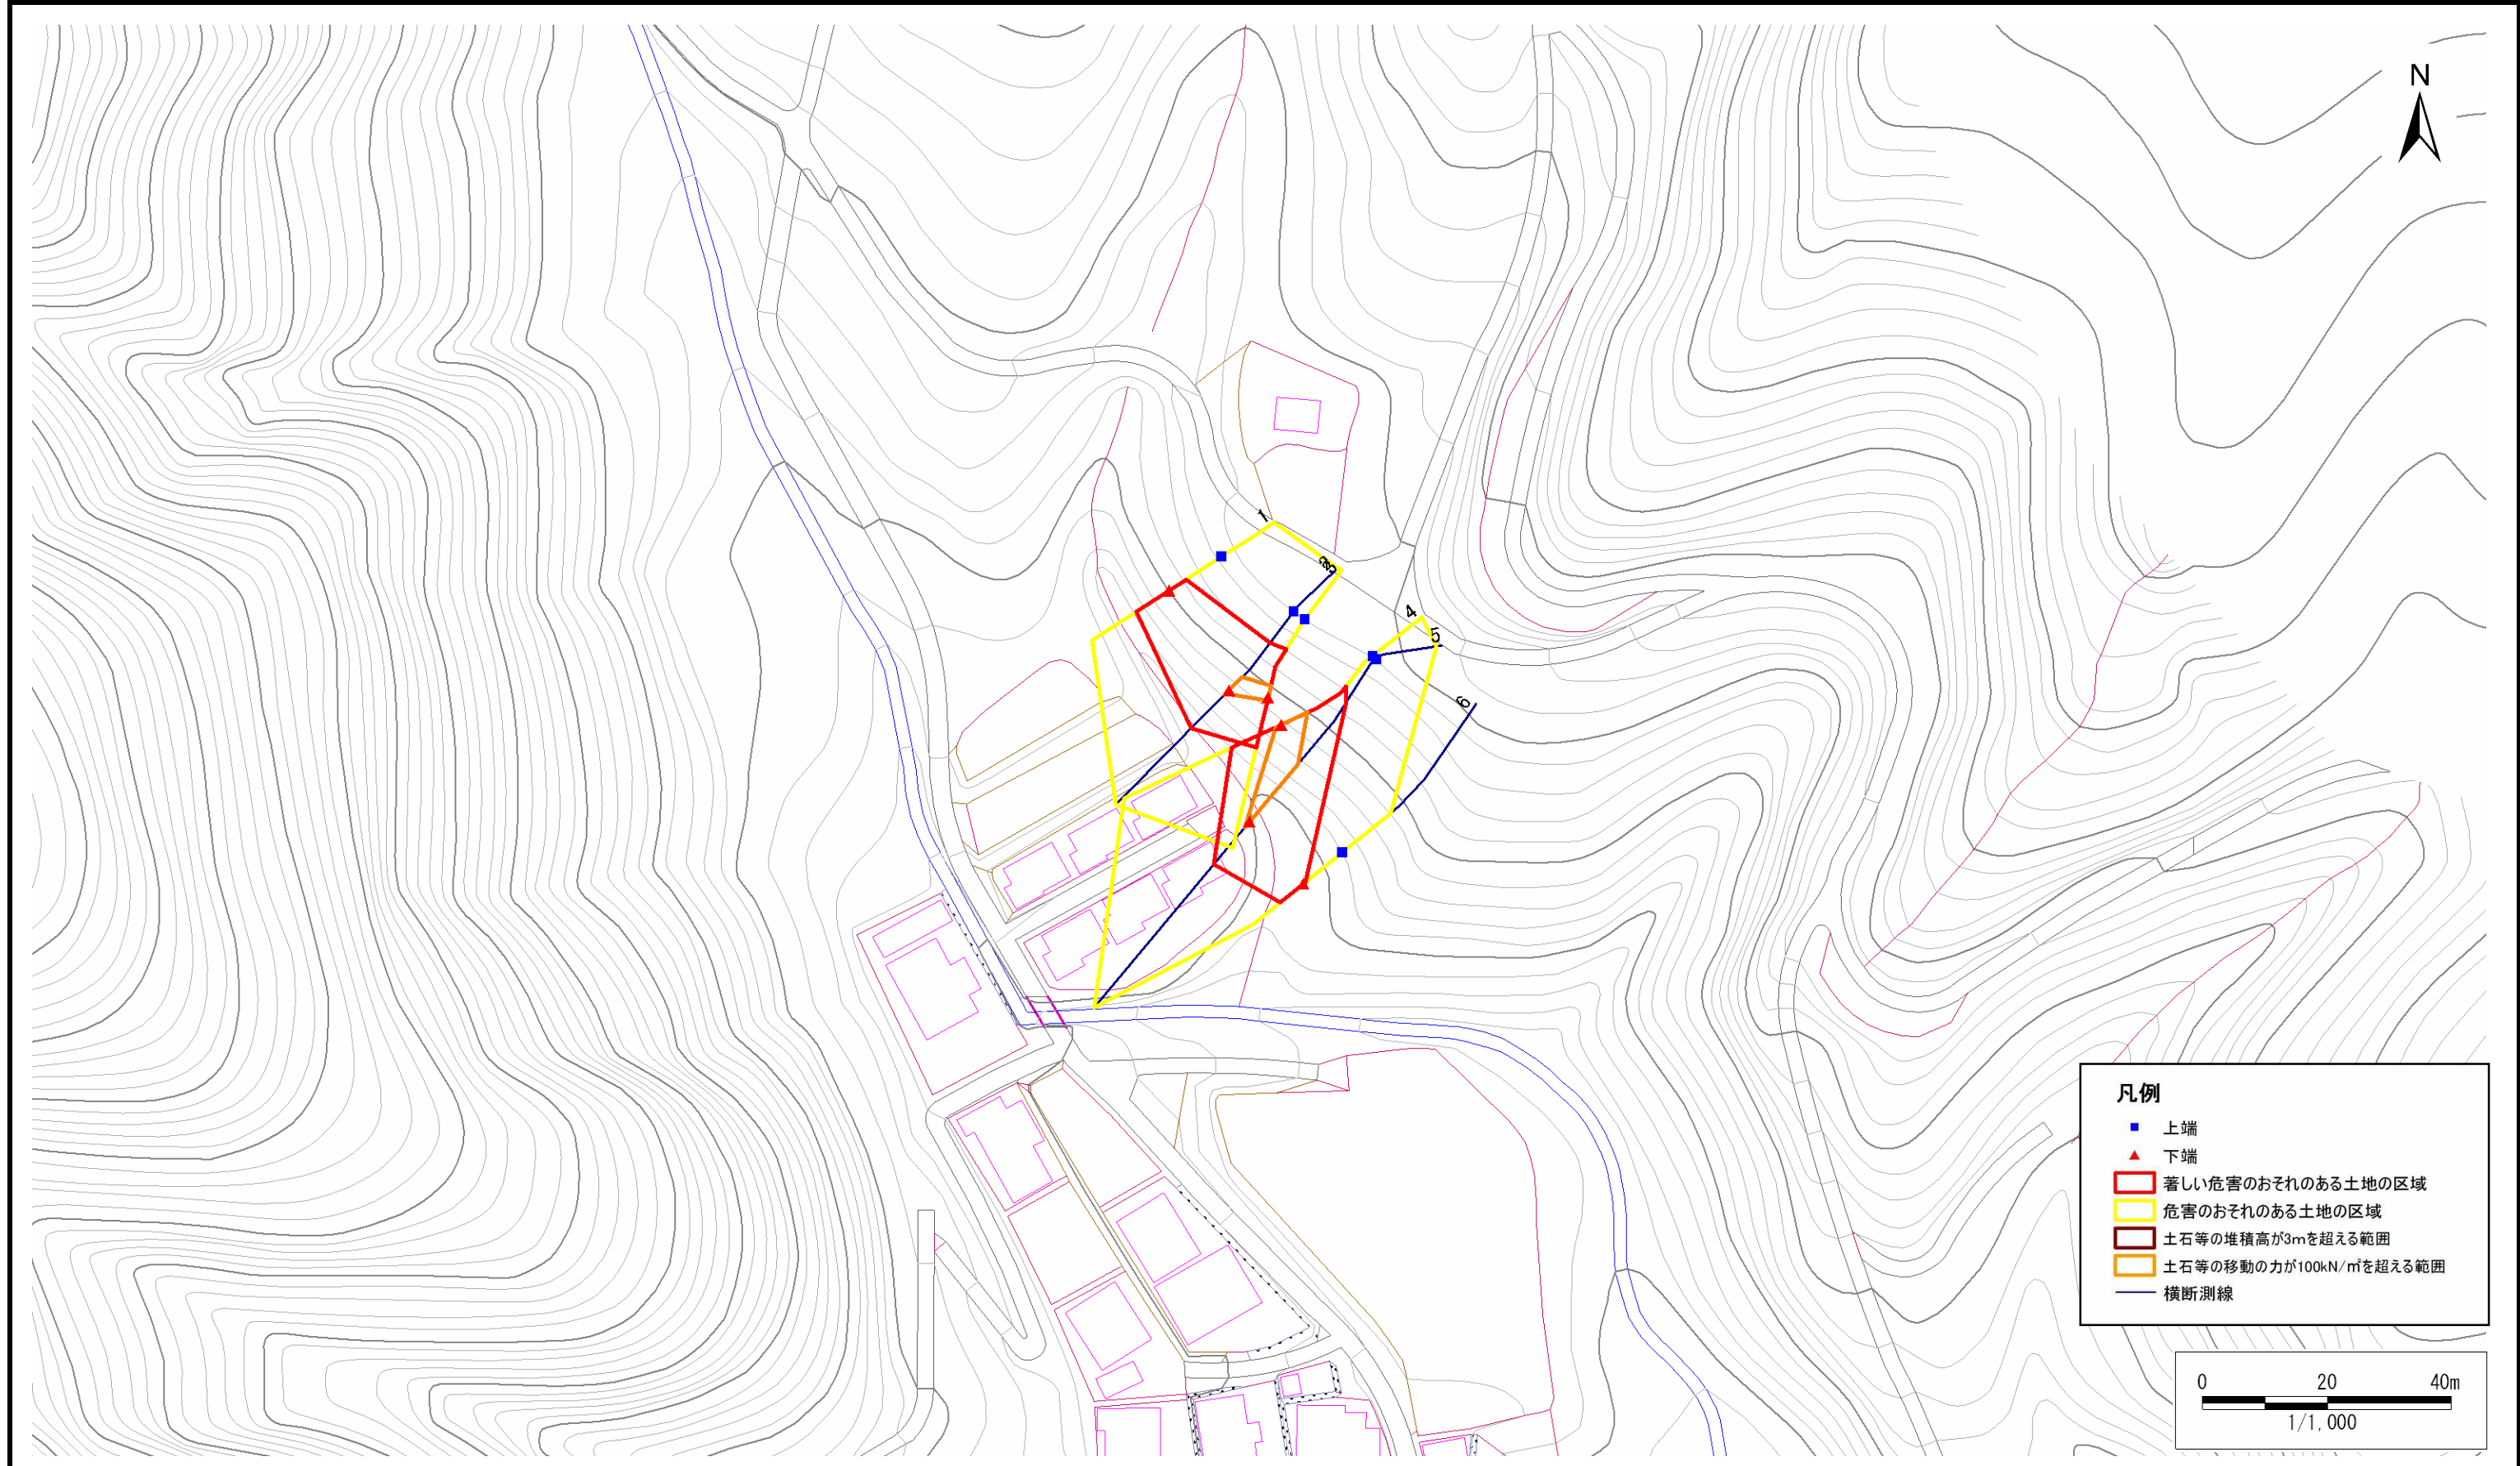 N
1
3
4
5
6
凡例
上端
下端
著しい危害のおそれのある土地の区域
危害のおそれのある土地の区域
土石等の堆積高が3mを超える範囲
土石等の移動の力が100kN/㎡を超える範囲
横断測線
0 20 40m
1/1,000